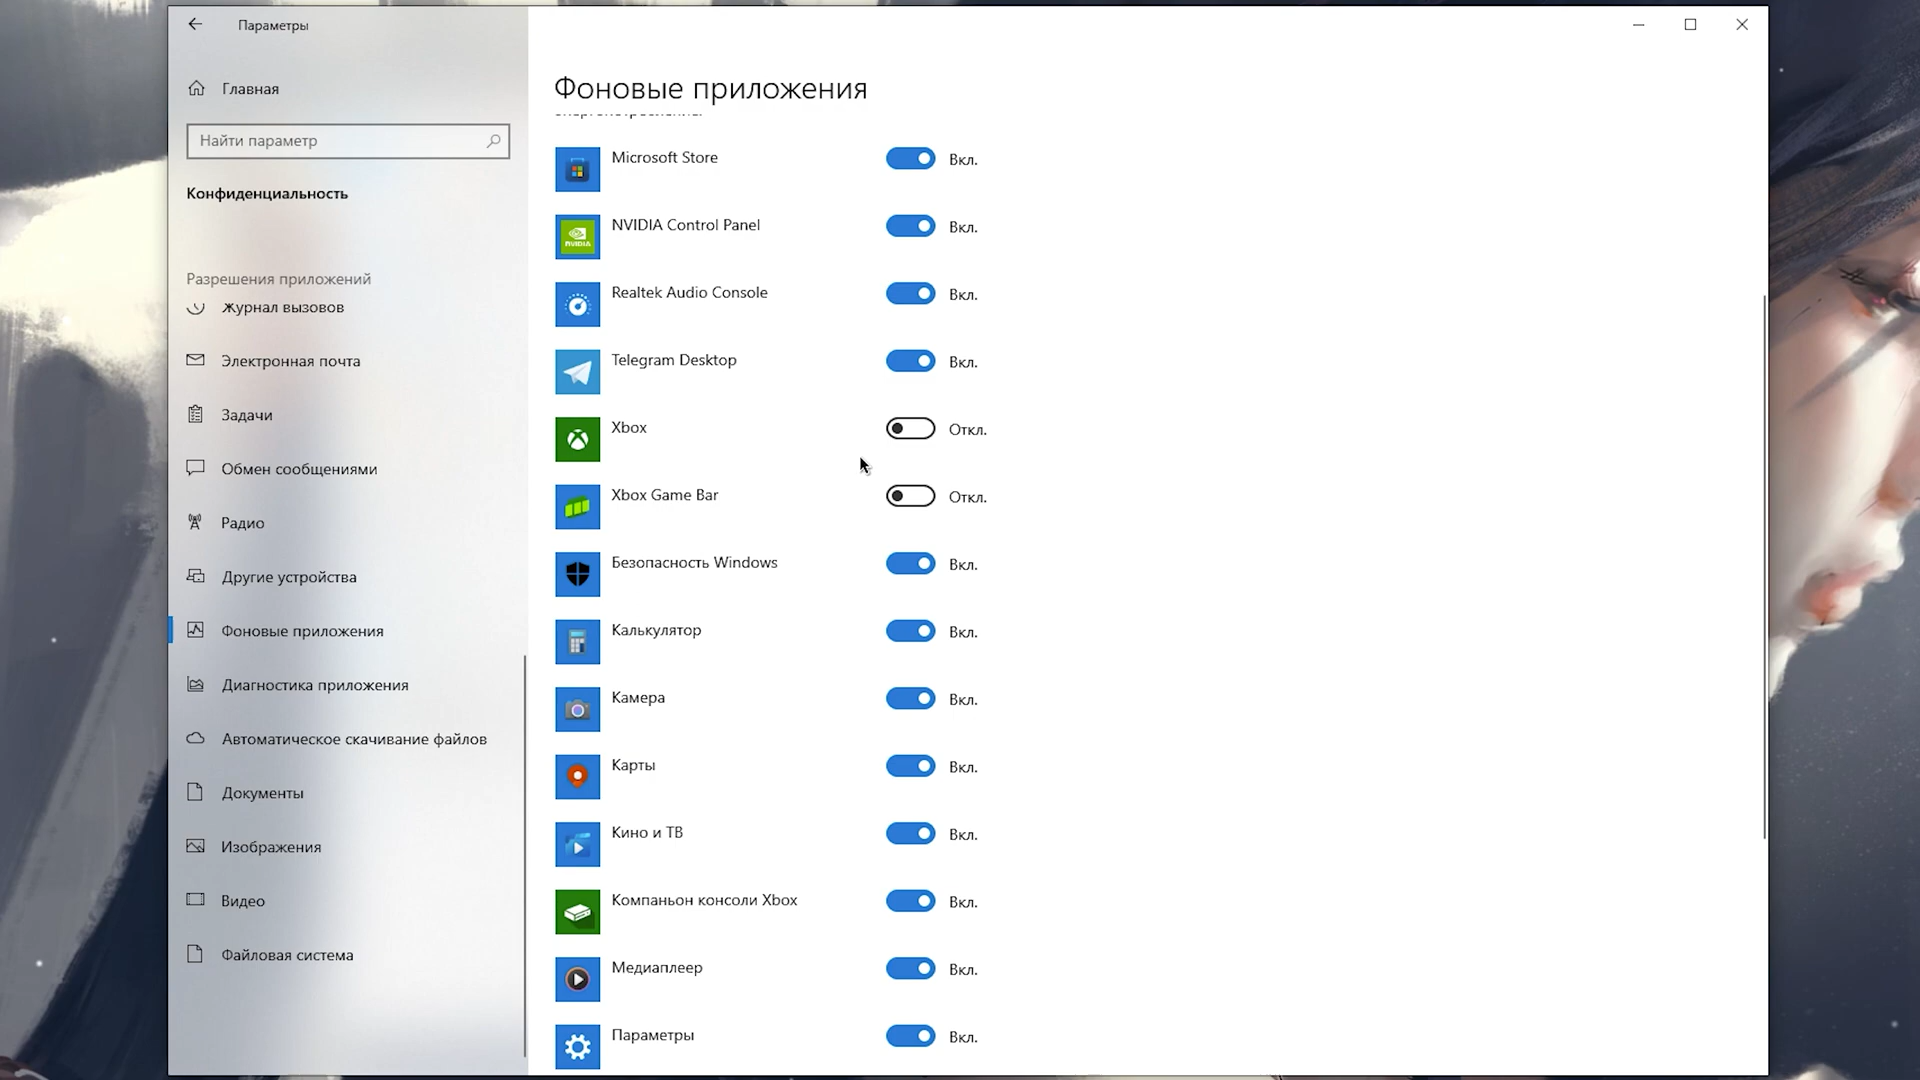 Параметры
Главная
Найти параметр
Конфиденциальность
Разрешения приложений
Журнал вызовов
Электронная почта
Задачи
Обмен сообщениями
Радио
Другие устройства
Фоновые приложения
Диагностика приложения
Автоматическое скачивание файлов
Документы
Изображения
Видео
Файловая система
Фоновые приложения
Microsoft Store Вкл.
NVIDIA Control Panel Вкл.
Realtek Audio Console Вкл.
Telegram Desktop Вкл.
Xbox Откл.
Xbox Game Bar Откл.
Безопасность Windows Вкл.
Калькулятор Вкл.
Камера Вкл.
Карты Вкл.
Кино и ТВ Вкл.
Компаньон консоли Xbox Вкл.
Медиаплеер Вкл.
Параметры Вкл.